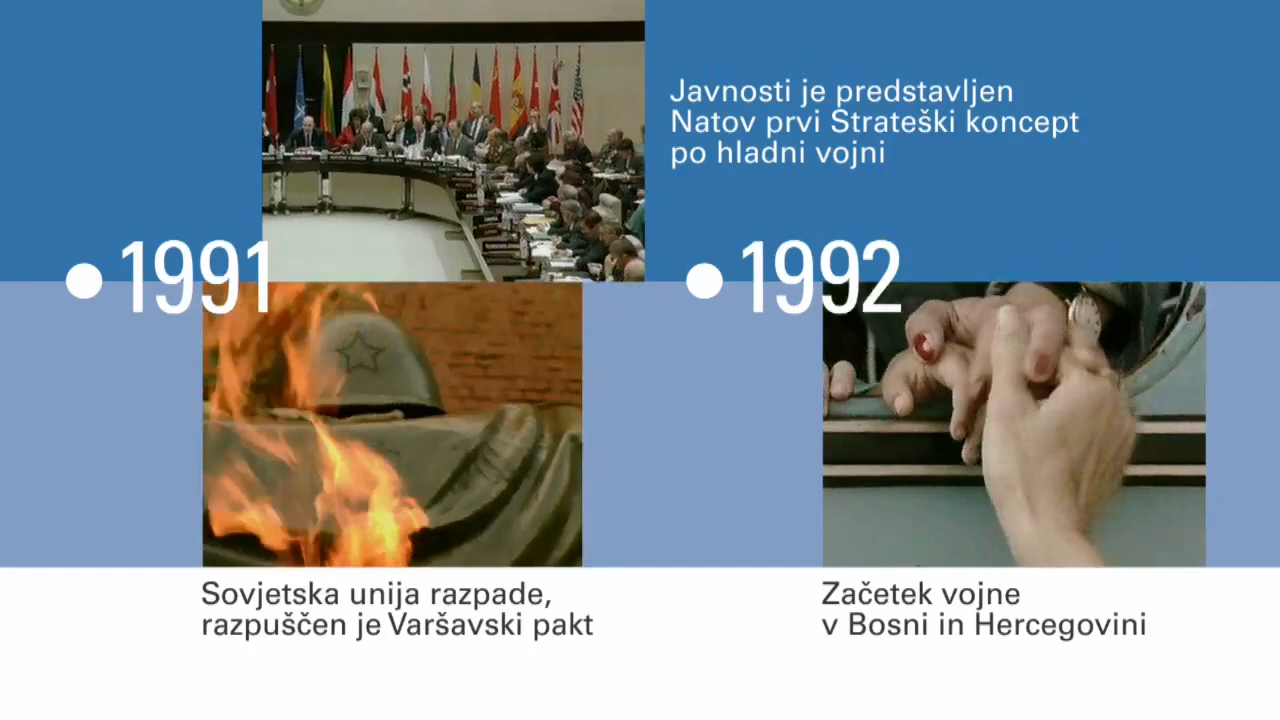 Javnosti je predstavljen
Natov prvi Strateški koncept
po hladni vojni
1991
1992
Sovjetska unija razpade,
razpuščen je Varšavski pakt
Začetek vojne
v Bosni in Hercegovini